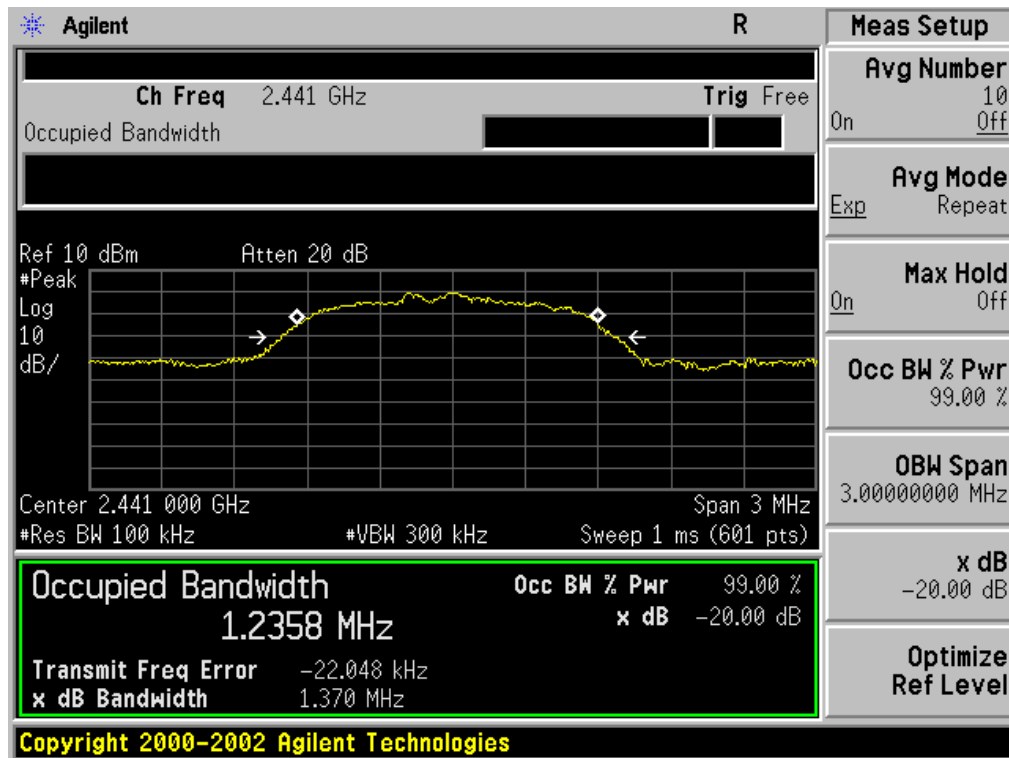 Agilent R
Ch Freq 2.441 GHz Trig Free
Occupied Bandwidth
Ref 10 dBm Atten 20 dB
#Peak
Log
10
dB/
Center 2.441 000 GHz Span 3 MHz
#Res BW 100 kHz #VBW 300 kHz Sweep 1 ms (601 pts)
Occupied Bandwidth Occ BW % Pwr 99.00 %
1.2358 MHz x dB -20.00 dB
Transmit Freq Error -22.048 kHz
x dB Bandwidth 1.370 MHz
Copyright 2000-2002 Agilent Technologies
Meas Setup
Avg Number
10
On Off
Avg Mode
Exp Repeat
Max Hold
On Off
Occ BW % Pwr
99.00 %
OBW Span
3.00000000 MHz
x dB
-20.00 dB
Optimize
Ref Level